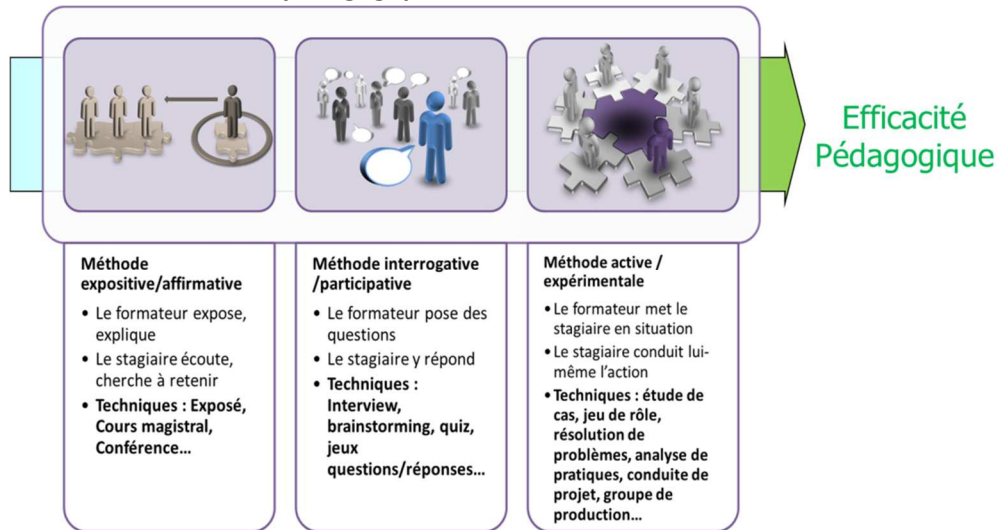 Méthode
expositive/affirmative
• Le formateur expose,
explique
• Le stagiaire écoute,
cherche à retenir
• Techniques : Exposé,
Cours magistral,
Conférence…
Méthode interrogative
/participative
• Le formateur pose des
questions
• Le stagiaire y répond
• Techniques :
Interview,
brainstorming, quiz,
jeux
questions/réponses…
Méthode active /
expérimentale
• Le formateur met le
stagiaire en situation
• Le stagiaire conduit lui-
même l’action
• Techniques : étude de
cas, jeu de rôle,
résolution de
problèmes, analyse de
pratiques, conduite de
projet, groupe de
production…
Efficacité
Pédagogique